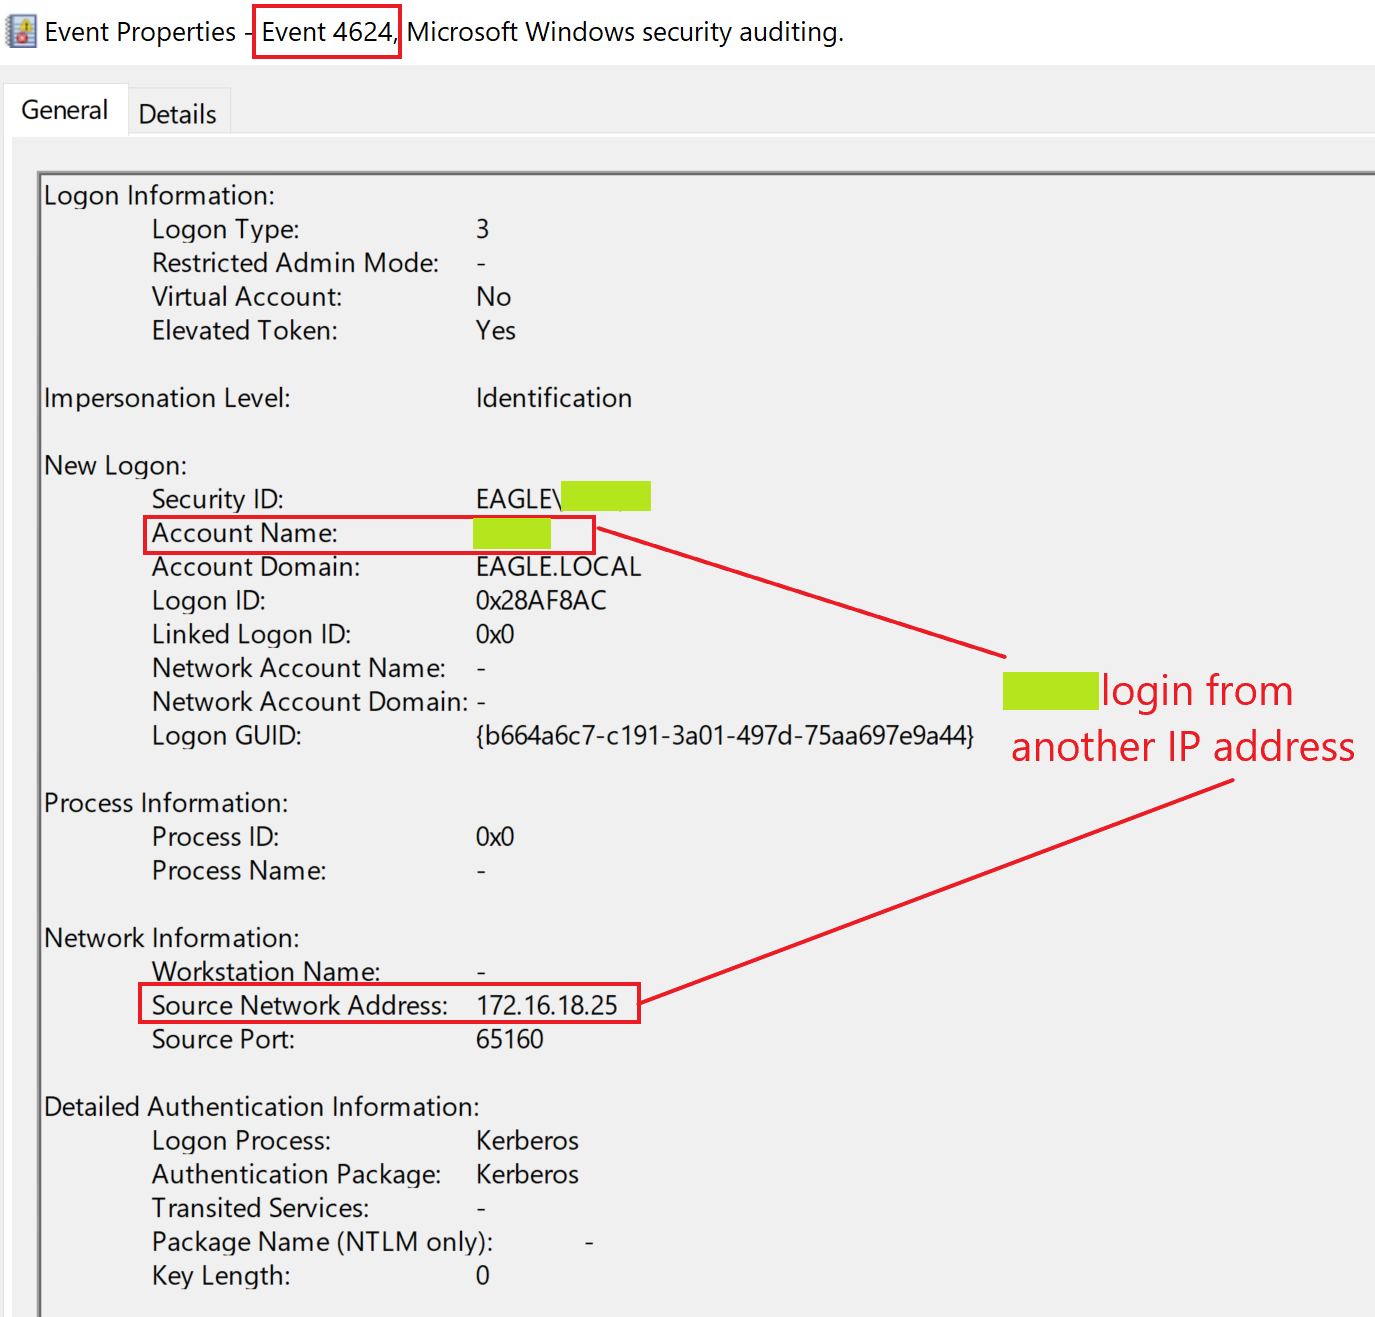 Event Properties - Event 4624, Microsoft Windows security auditing.
General Details
Logon Information:
Logon Type: 3
Restricted Admin Mode: -
Virtual Account: No
Elevated Token: Yes
Impersonation Level: Identification
New Logon:
Security ID: EAGLE\
Account Name:
Account Domain: EAGLE.LOCAL
Logon ID: 0x28AF8AC
Linked Logon ID: 0x0
Network Account Name: -
Network Account Domain: -
Logon GUID: {b664a6c7-c191-3a01-497d-75aa697e9a44}
login from
another IP address
Process Information:
Process ID: 0x0
Process Name: -
Network Information:
Workstation Name: -
Source Network Address: 172.16.18.25
Source Port: 65160
Detailed Authentication Information:
Logon Process: Kerberos
Authentication Package: Kerberos
Transited Services: -
Package Name (NTLM only): -
Key Length: 0